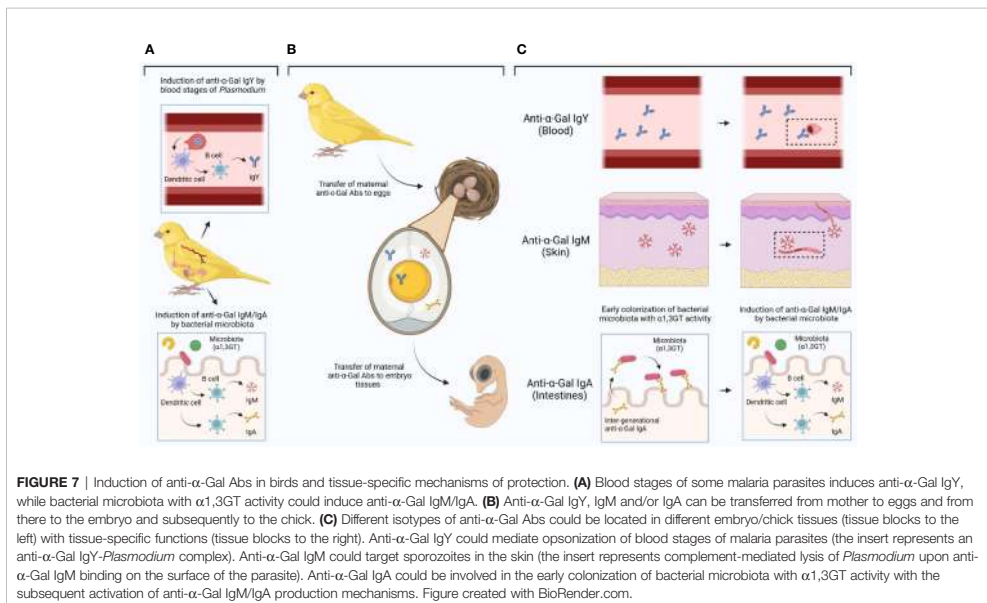 A
B
C
Induction of anti-α-Gal IgY by
blood stages of Plasmodium
B cell
Dendritic cell
IgY
Induction of anti-α-Gal IgM/IgA
by bacterial microbiota
Microbiota
(α1,3GT)
B cell
IgM
Dendritic cell
IgA
Transfer of maternal
anti-α-Gal Abs to eggs
Transfer of maternal
anti-α-Gal Abs to embryo
tissues
Anti-α-Gal IgY
(Blood)
Anti-α-Gal IgM
(Skin)
Early colonization of bacterial
microbiota with α1,3GT activity
Induction of anti-α-Gal IgM/IgA
by bacterial microbiota
Anti-α-Gal IgA
(Intestines)
Microbiota
(α1,3GT)
Inter-generational
anti-α-Gal IgA
Microbiota
(α1,3GT)
B cell
IgM
Dendritic cell
IgA
FIGURE 7 | Induction of anti-α-Gal Abs in birds and tissue-specific mechanisms of protection. (A) Blood stages of some malaria parasites induces anti-α-Gal IgY,
while bacterial microbiota with α1,3GT activity could induce anti-α-Gal IgM/IgA. (B) Anti-α-Gal IgY, IgM and/or IgA can be transferred from mother to eggs and from
there to the embryo and subsequently to the chick. (C) Different isotypes of anti-α-Gal Abs could be located in different embryo/chick tissues (tissue blocks to the
left) with tissue-specific functions (tissue blocks to the right). Anti-α-Gal IgY could mediate opsonization of blood stages of malaria parasites (the insert represents an
anti-α-Gal IgY-Plasmodium complex). Anti-α-Gal IgM could target sporozoites in the skin (the insert represents complement-mediated lysis of Plasmodium upon anti-
α-Gal IgM binding on the surface of the parasite). Anti-α-Gal IgA could be involved in the early colonization of bacterial microbiota with α1,3GT activity with the
subsequent activation of anti-α-Gal IgM/IgA production mechanisms. Figure created with BioRender.com.